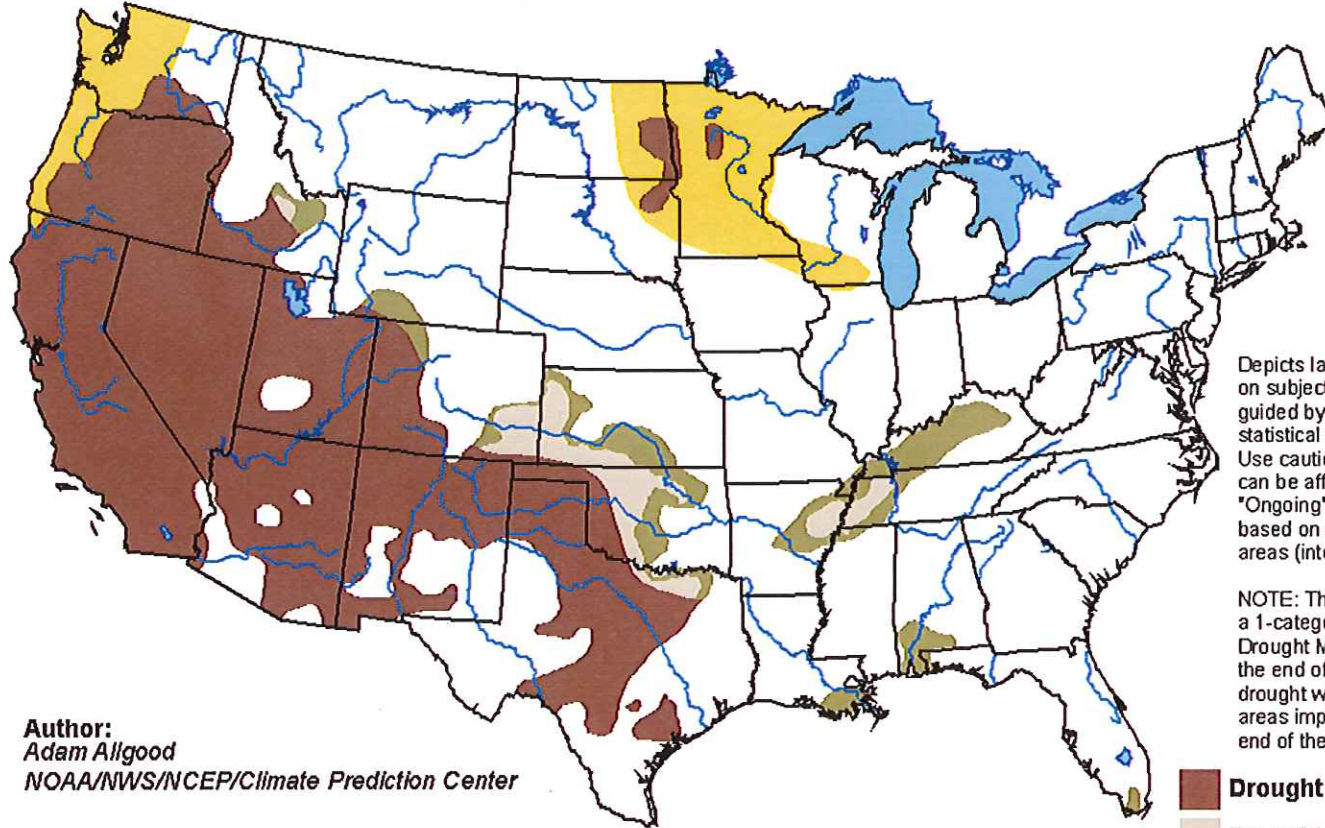 Depicts la
on subject
guided by
statistical
Use cautio
can be affe
"Ongoing"
based on
areas (inte
NOTE: Th
a 1-catego
Drought M
the end of
drought w
areas imp
end of the
Author:
Adam Allgood
NOAA/NWS/NCEP/Climate Prediction Center
Drought